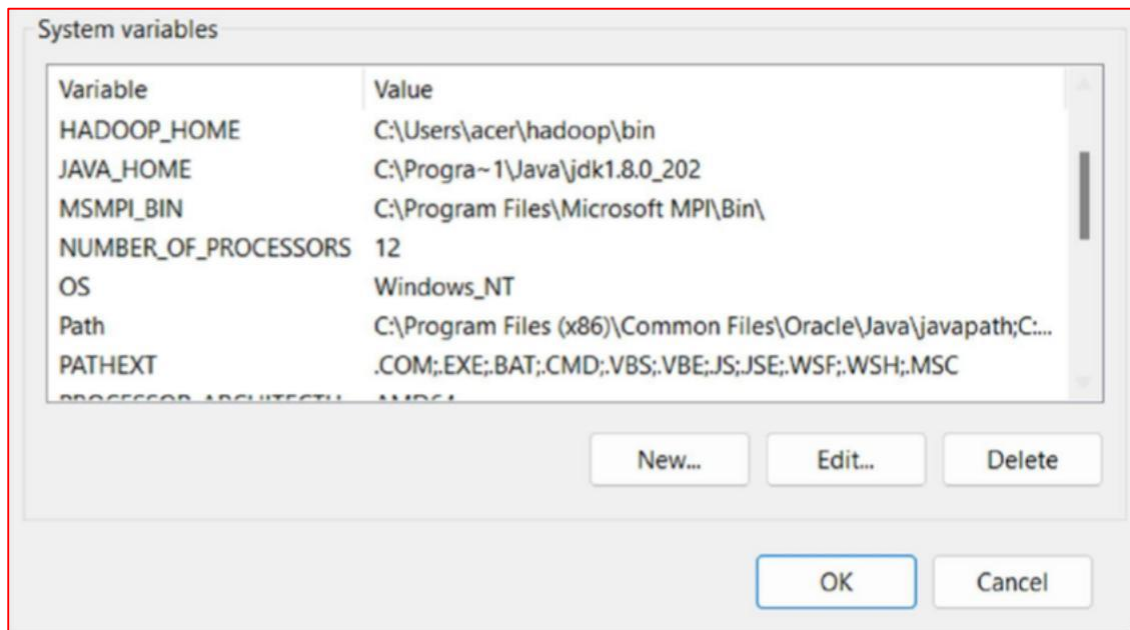 System variables
Variable Value
HADOOP_HOME C:\Users\acer\hadoop\bin
JAVA_HOME C:\Progra~1\Java\jdk1.8.0_202
MSMPI_BIN C:\Program Files\Microsoft MPI\Bin\
NUMBER_OF_PROCESSORS 12
OS Windows_NT
Path C:\Program Files (x86)\Common Files\Oracle\Java\javapath;C:...
PATHEXT .COM;.EXE;.BAT;.CMD;.VBS;.VBE;.JS;.JSE;.WSF;.WSH;.MSC
New... Edit... Delete
OK Cancel